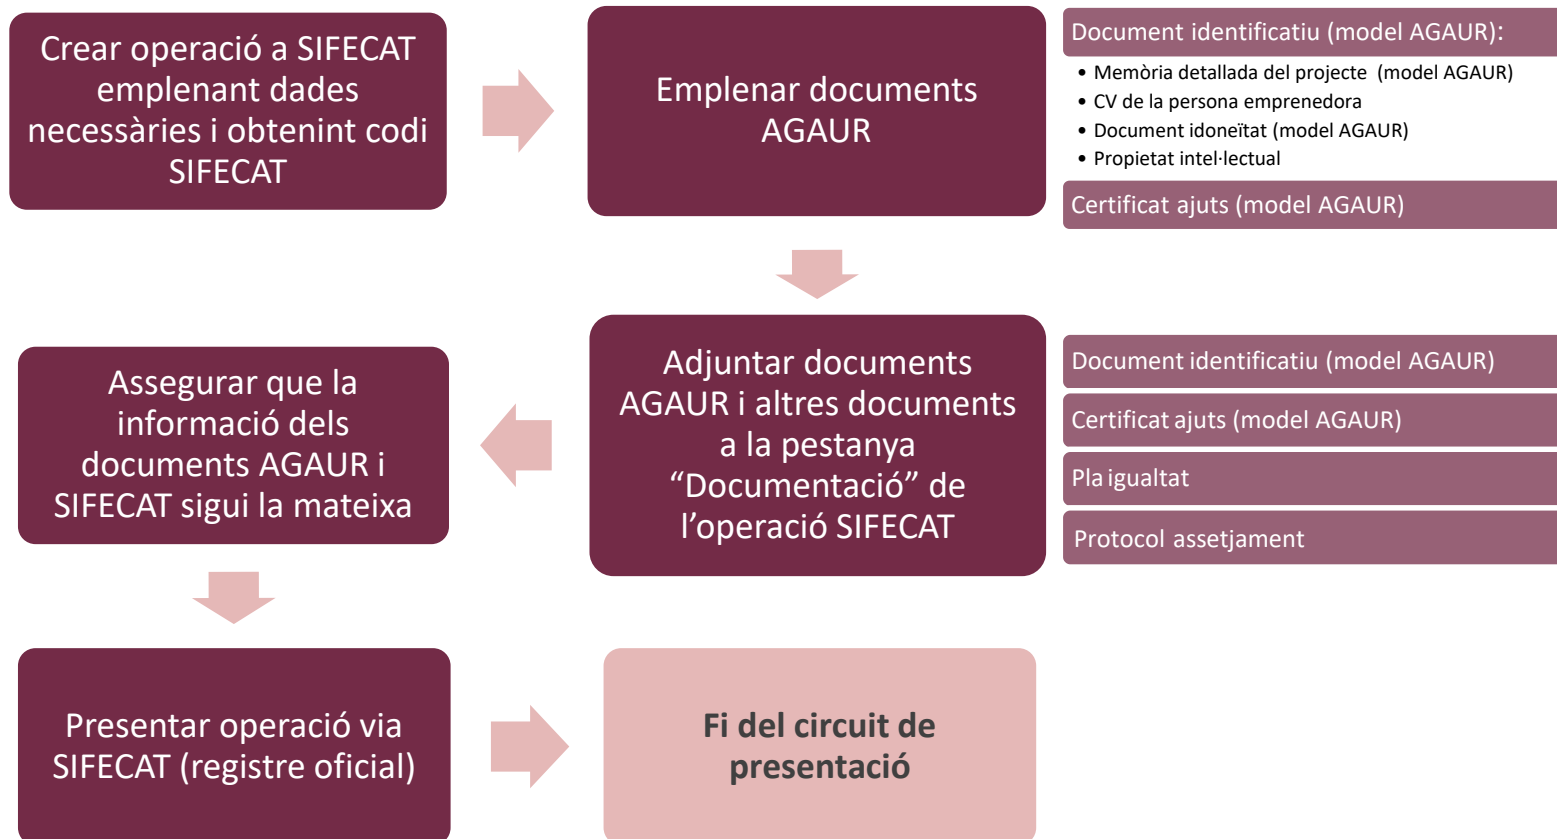 Crear operació a SIFECAT
emplenant dades
necessàries i obtenint codi
SIFECAT
Emplenar documents
AGAUR
Document identificatiu (model AGAUR):
• Memòria detallada del projecte (model AGAUR)
• CV de la persona emprenedora
• Document idoneïtat (model AGAUR)
• Propietat intel·lectual
Certificat ajuts (model AGAUR)
Adjuntar documents
AGAUR i altres documents
a la pestanya
“Documentació” de
l’operació SIFECAT
Document identificatiu (model AGAUR)
Certificat ajuts (model AGAUR)
Pla igualtat
Protocol assetjament
Assegurar que la
informació dels
documents AGAUR i
SIFECAT sigui la mateixa
Presentar operació via
SIFECAT (registre oficial)
Fi del circuit de
presentació